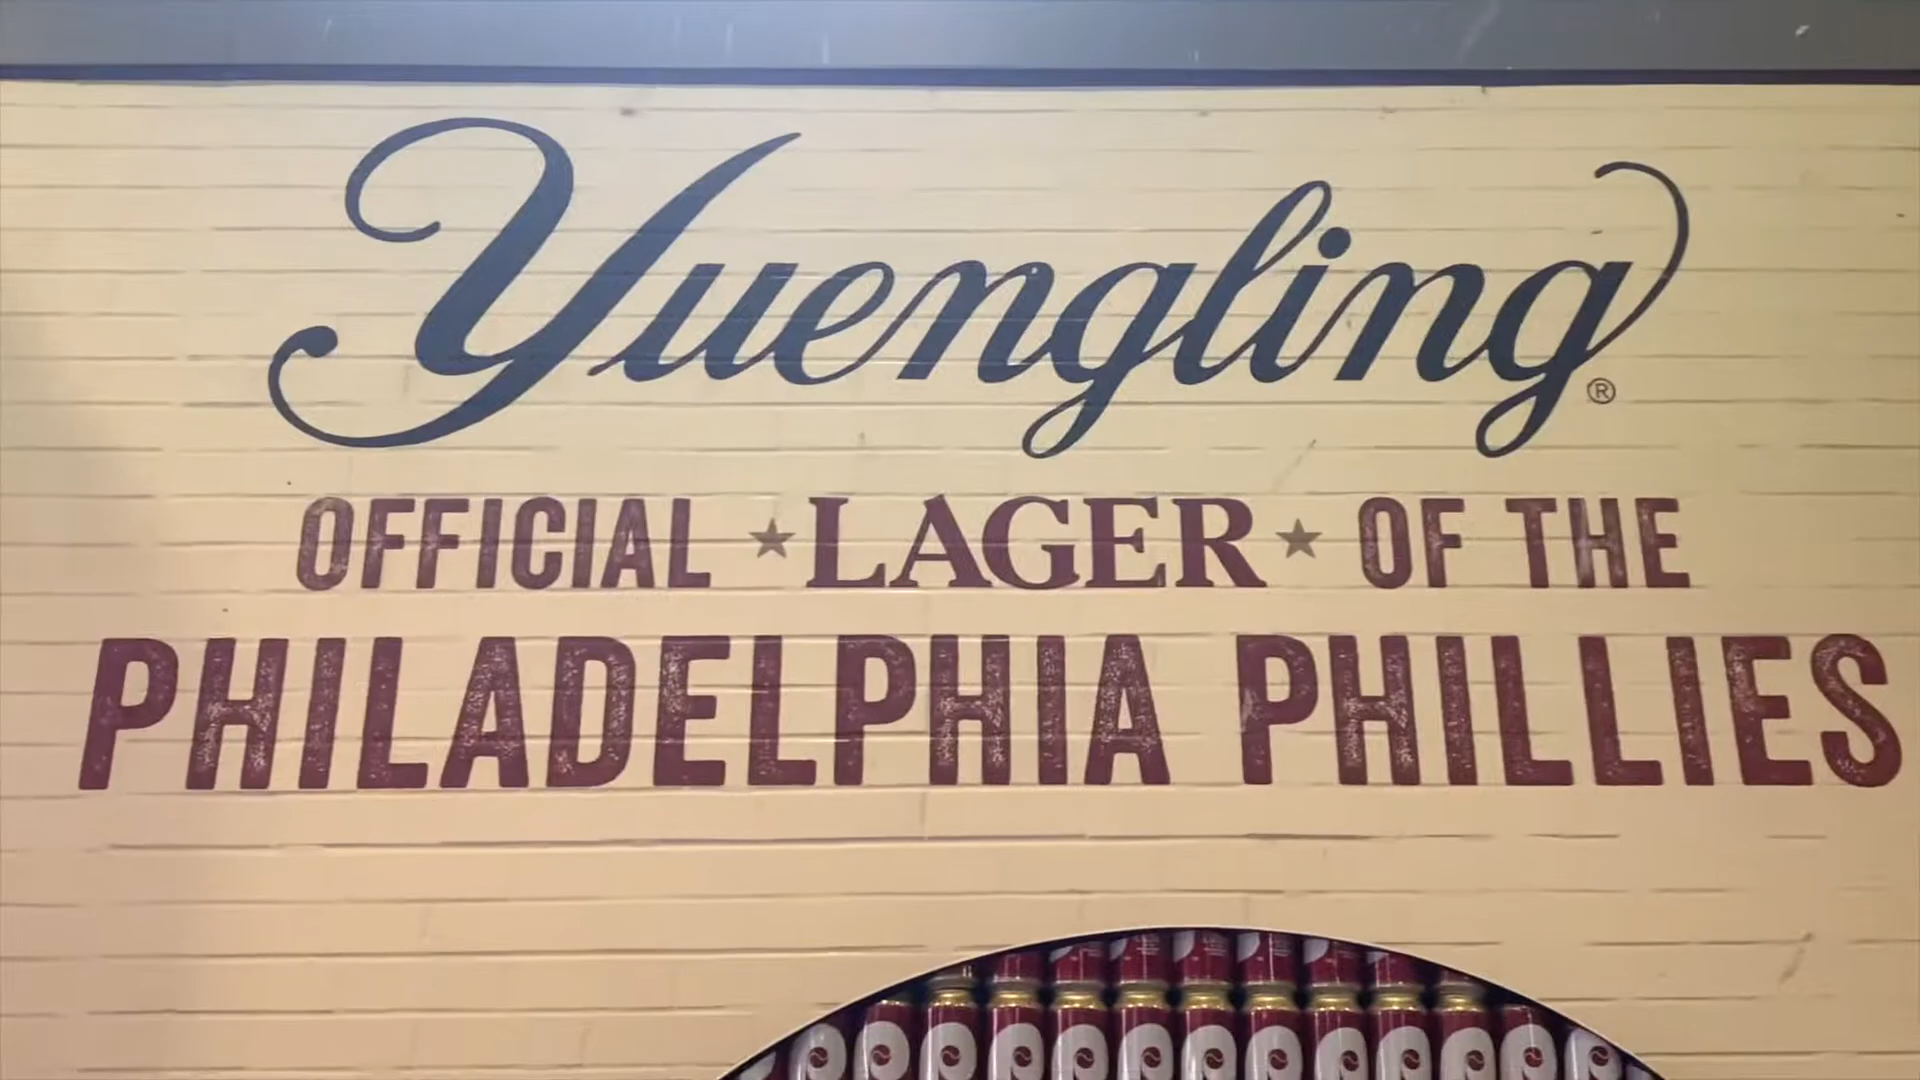 Yuengling®
OFFICIAL ★ LAGER ★ OF THE
PHILADELPHIA PHILLIES
P P P P P P P P P P P P P